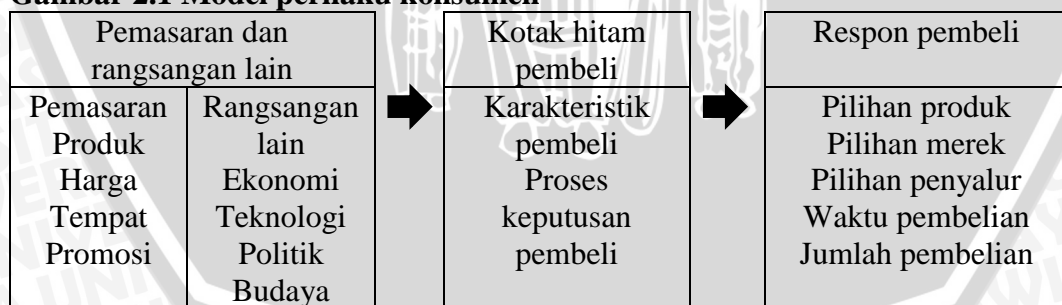 Gambar 2.1 Model perilaku konsumen
Pemasaran dan
rangsangan lain
Pemasaran
Produk
Harga
Tempat
Promosi
Rangsangan
lain
Ekonomi
Teknologi
Politik
Budaya
Kotak hitam
pembeli
Karakteristik
pembeli
Proses
keputusan
pembeli
Respon pembeli
Pilihan produk
Pilihan merek
Pilihan penyalur
Waktu pembelian
Jumlah pembelian